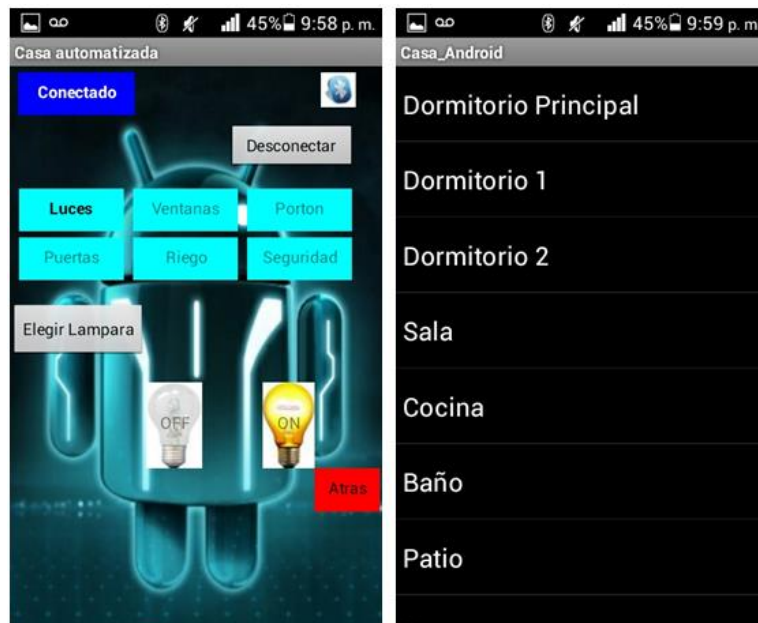 45% 9:58 p. m.
Casa automatizada
Conectado
Desconectar
Luces Ventanas Porton
Puertas Riego Seguridad
Elegir Lampara
OFF ON
Atras
45% 9:59 p. m
Casa_Android
Dormitorio Principal
Dormitorio 1
Dormitorio 2
Sala
Cocina
Baño
Patio